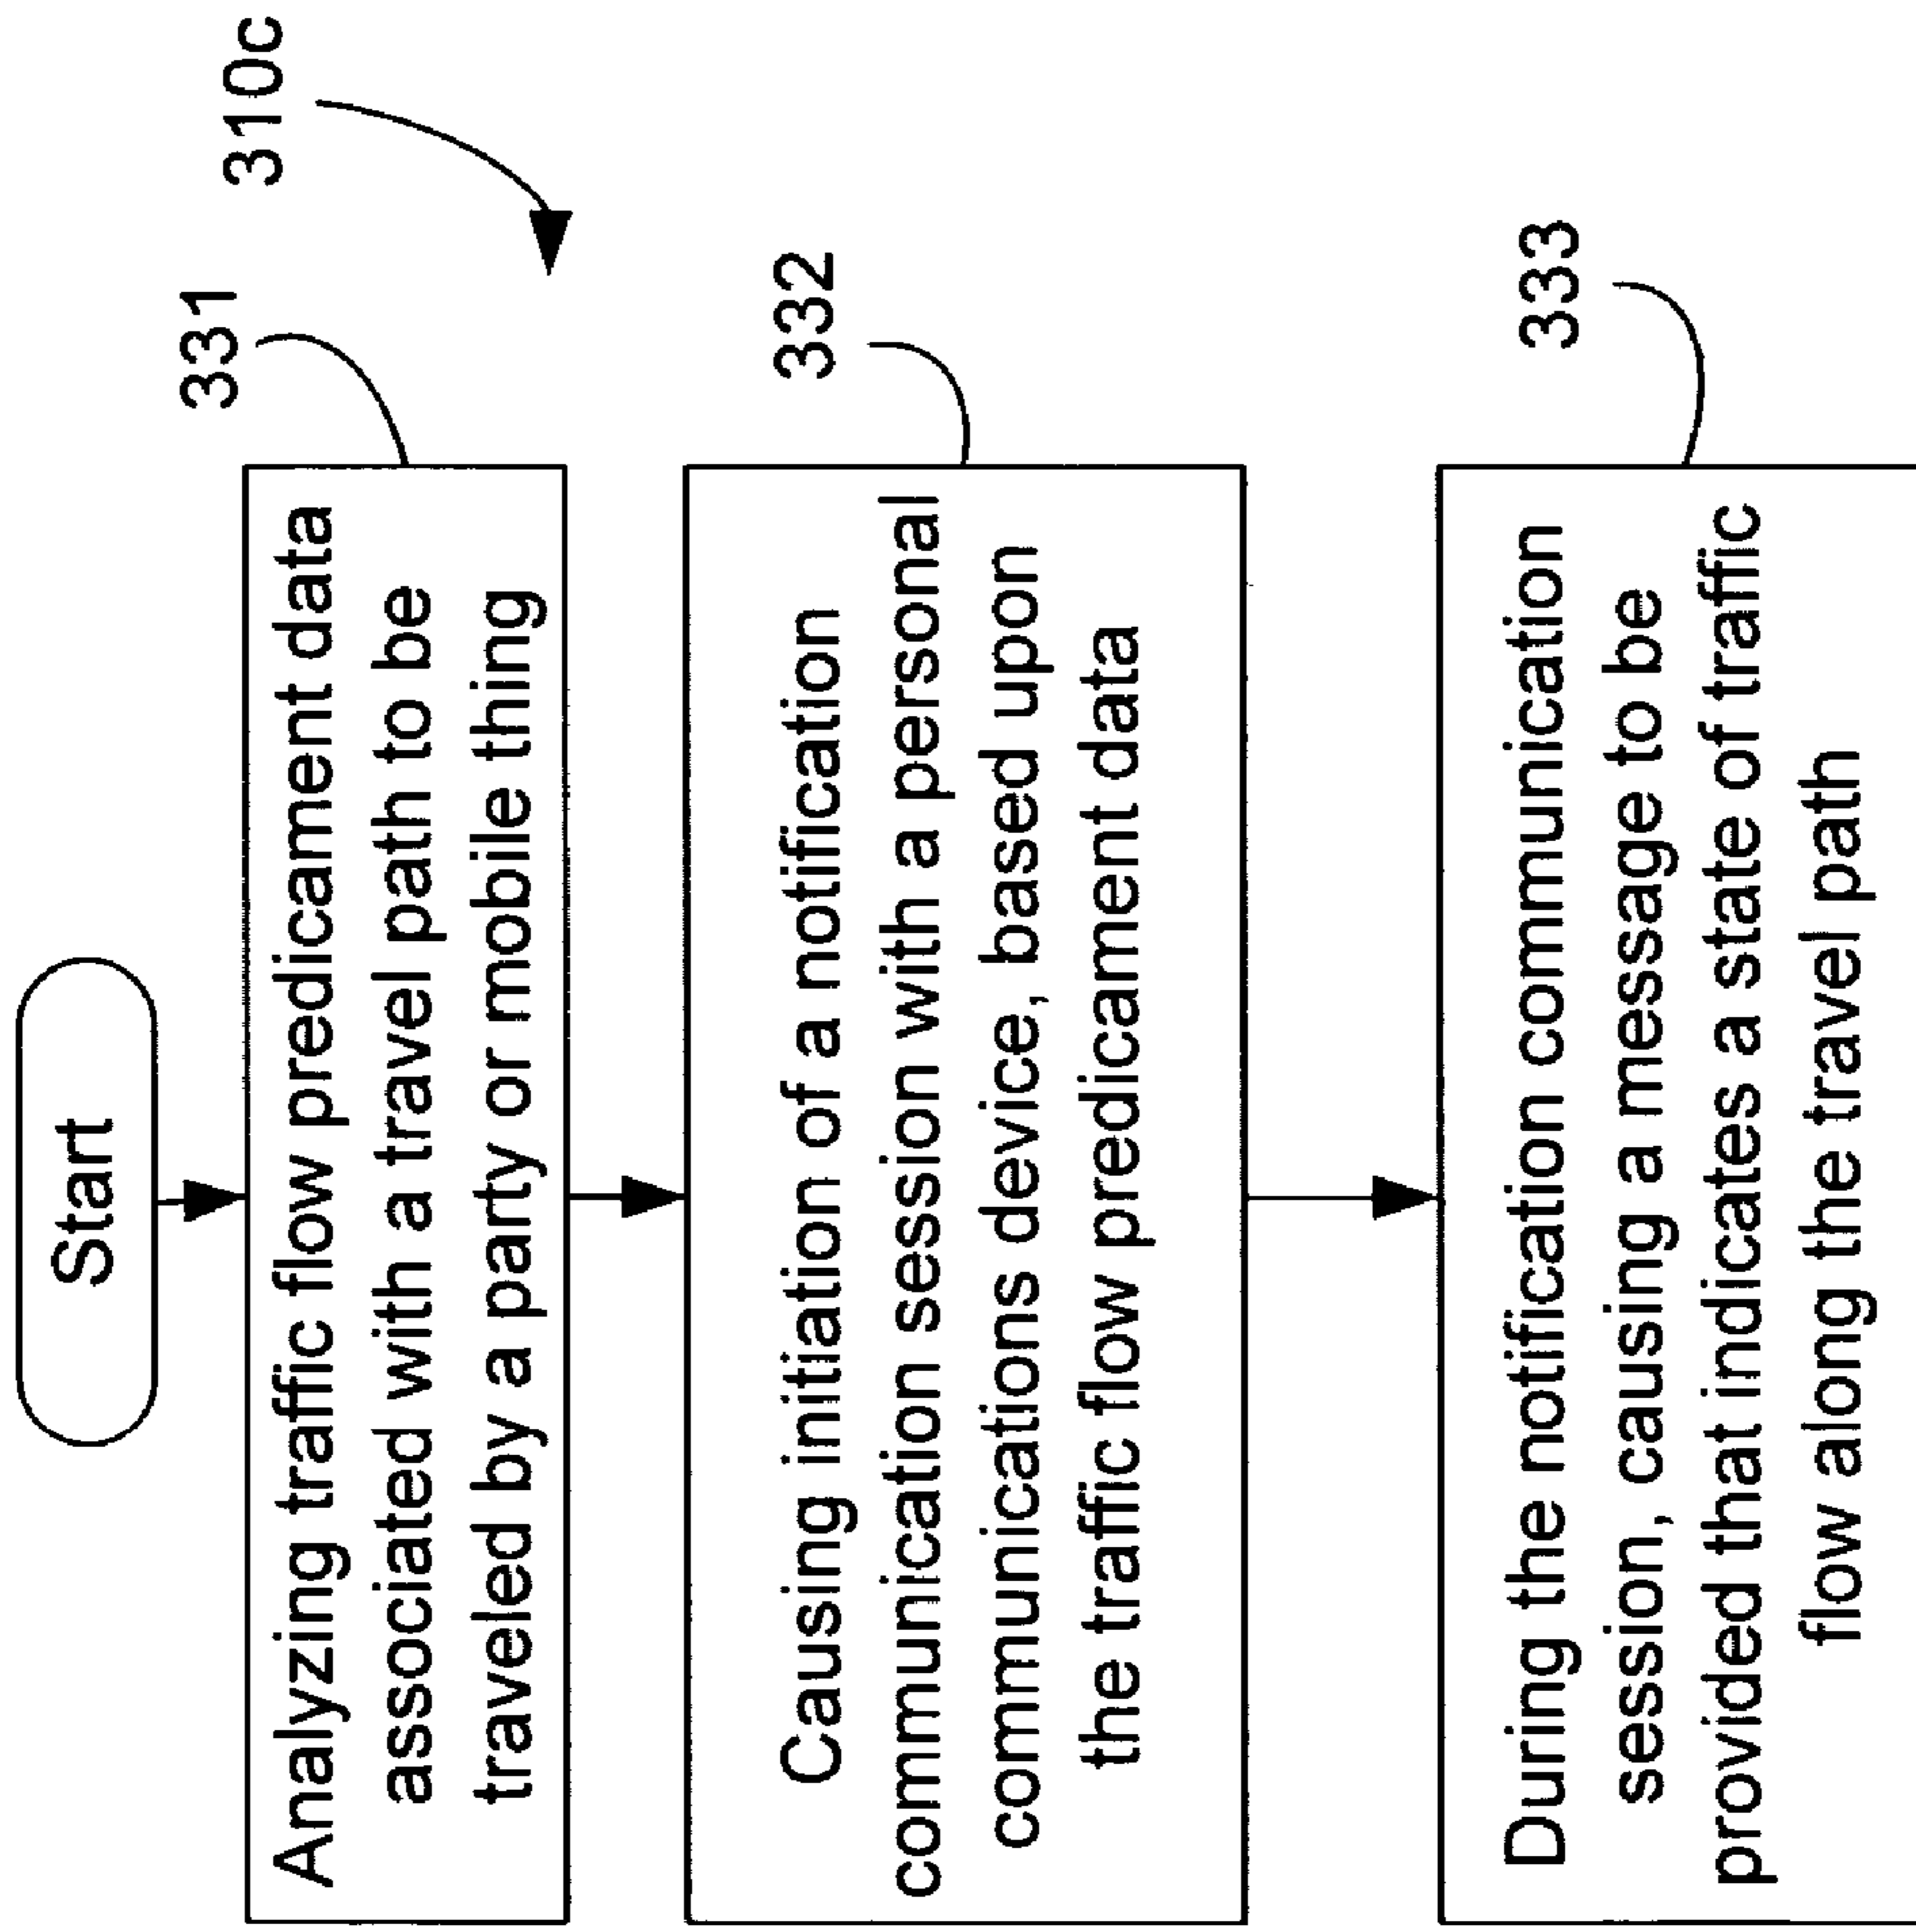 Start
310c
331
Analyzing traffic flow predicament data
associated with a travel path to be
traveled by a party or mobile thing
332
Causing initiation of a notification
communication session with a personal
communications device, based upon
the traffic flow predicament data
333
During the notification communication
session, causing a message to be
provided that indicates a state of traffic
flow along the travel path